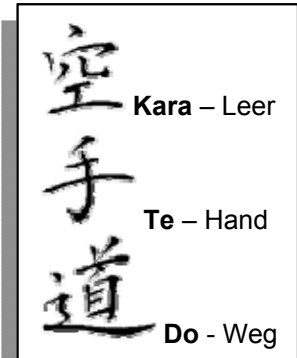 空
Kara – Leer
手
Te – Hand
道
Do - Weg